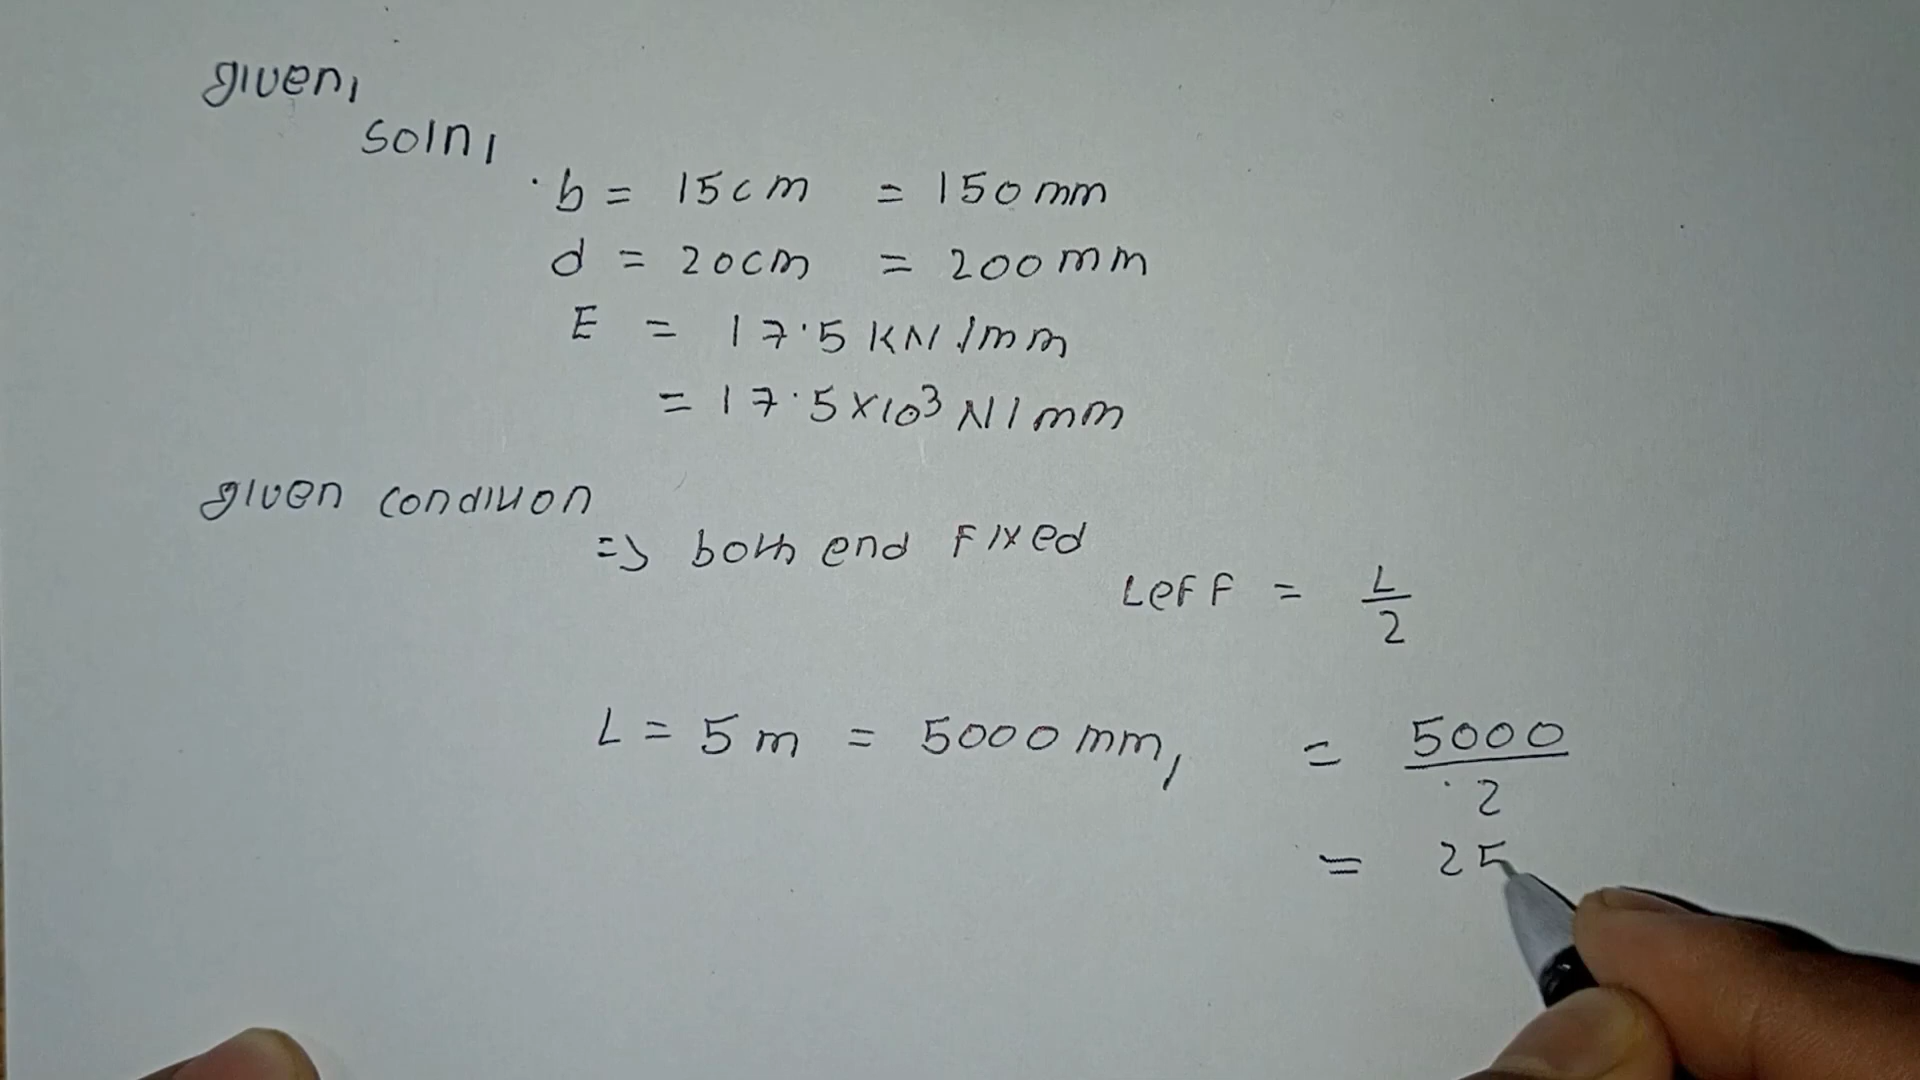 given,
soln,
b = 15cm = 150mm
d = 20cm = 200mm
E = 17.5 KN/mm
= 17.5×10³ N/mm
given condition
=> both end Fixed
Leff = L/2
L = 5m = 5000mm, = 5000/2
= 25